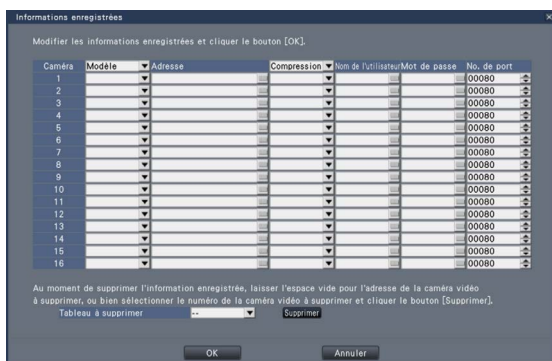 Informations enregistrées
Modifier les informations enregistrées et cliquer le bouton [OK].
Caméra Modèle Adresse Compression Nom de l'utilisateur Mot de passe No. de port
1 00080
2 00080
3 00080
4 00080
5 00080
6 00080
7 00080
8 00080
9 00080
10 00080
11 00080
12 00080
13 00080
14 00080
15 00080
16 00080
Au moment de supprimer l'information enregistrée, laisser l'espace vide pour l'adresse de la caméra vidéo
à supprimer, ou bien sélectionner le numéro de la caméra vidéo à supprimer et cliquer le bouton [Supprimer].
Tableau à supprimer -- Supprimer
OK Annuler